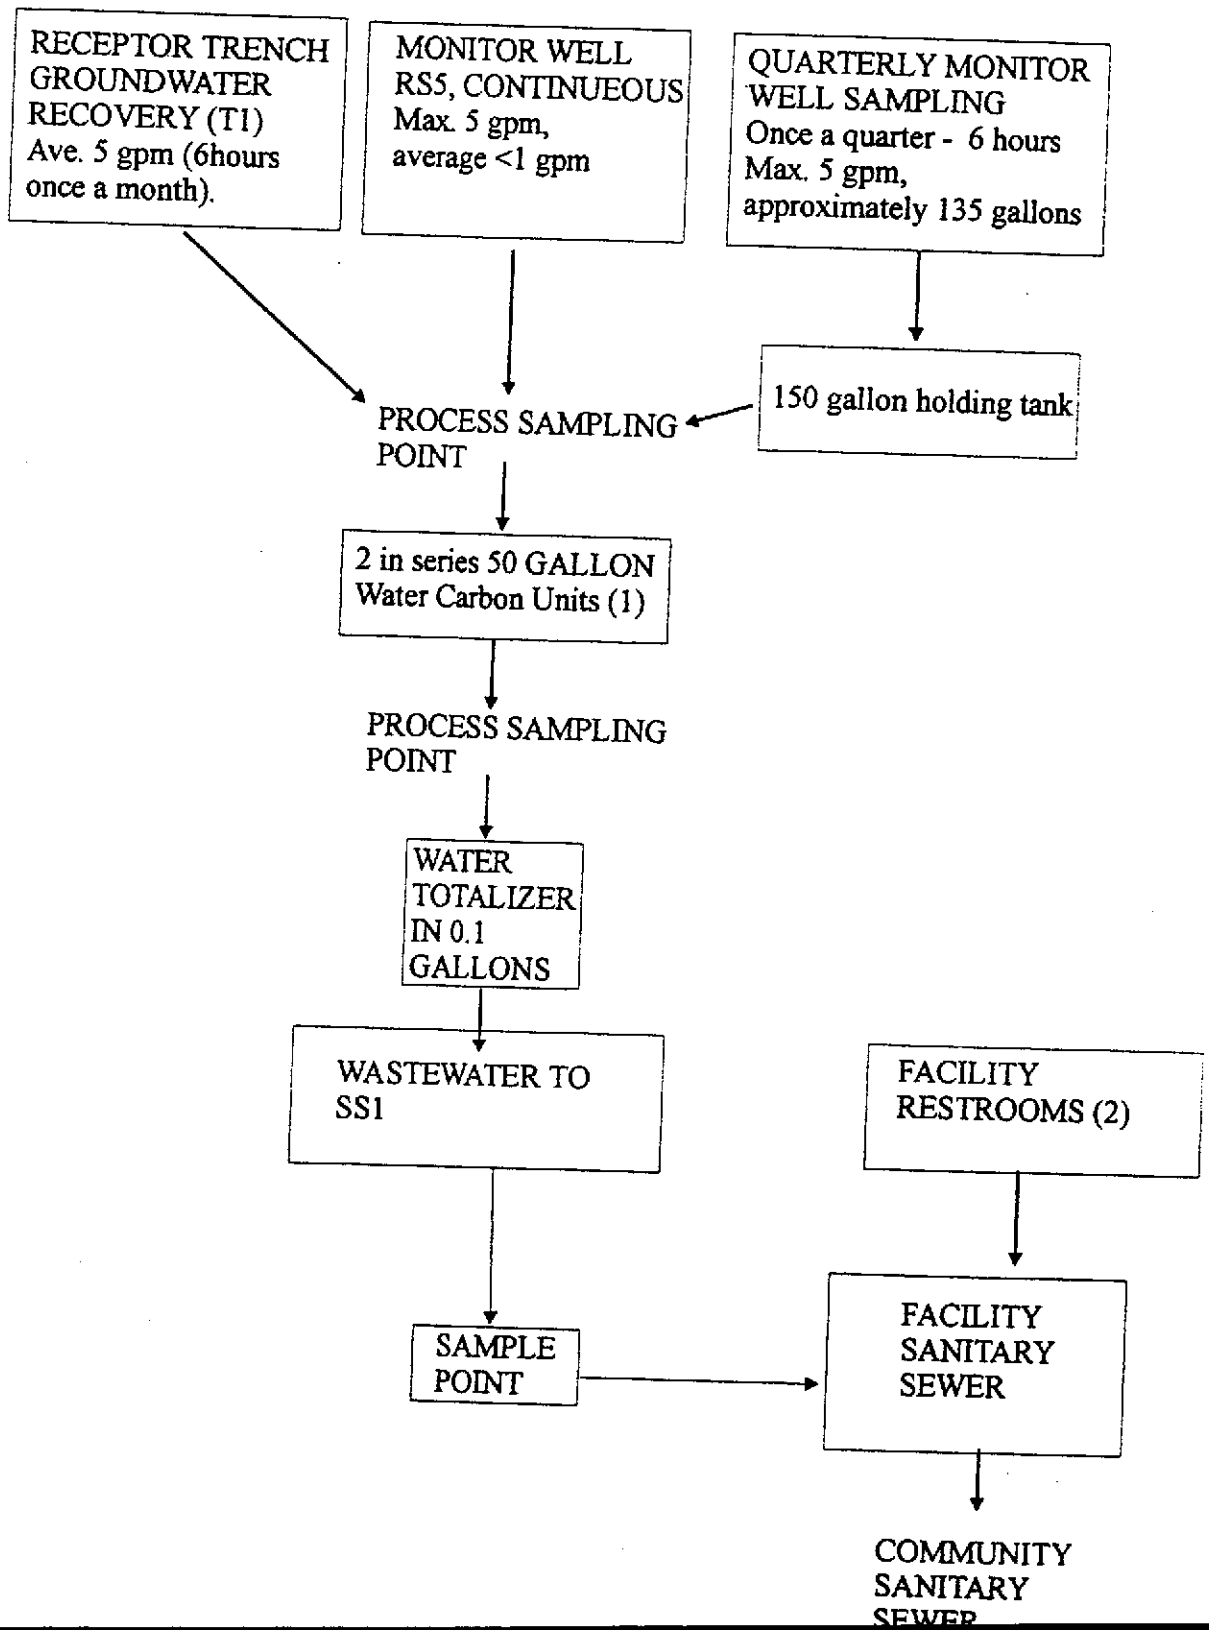 RECEPTOR TRENCH
GROUNDWATER
RECOVERY (T1)
Ave. 5 gpm (6hours
once a month).
MONITOR WELL
RS5, CONTINUEOUS
Max. 5 gpm,
average <1 gpm
QUARTERLY MONITOR
WELL SAMPLING
Once a quarter - 6 hours
Max. 5 gpm,
approximately 135 gallons
150 gallon holding tank
PROCESS SAMPLING
POINT
2 in series 50 GALLON
Water Carbon Units (1)
PROCESS SAMPLING
POINT
WATER
TOTALIZER
IN 0.1
GALLONS
WASTEWATER TO
SS1
FACILITY
RESTROOMS (2)
SAMPLE
POINT
FACILITY
SANITARY
SEWER
COMMUNITY
SANITARY
SEWER